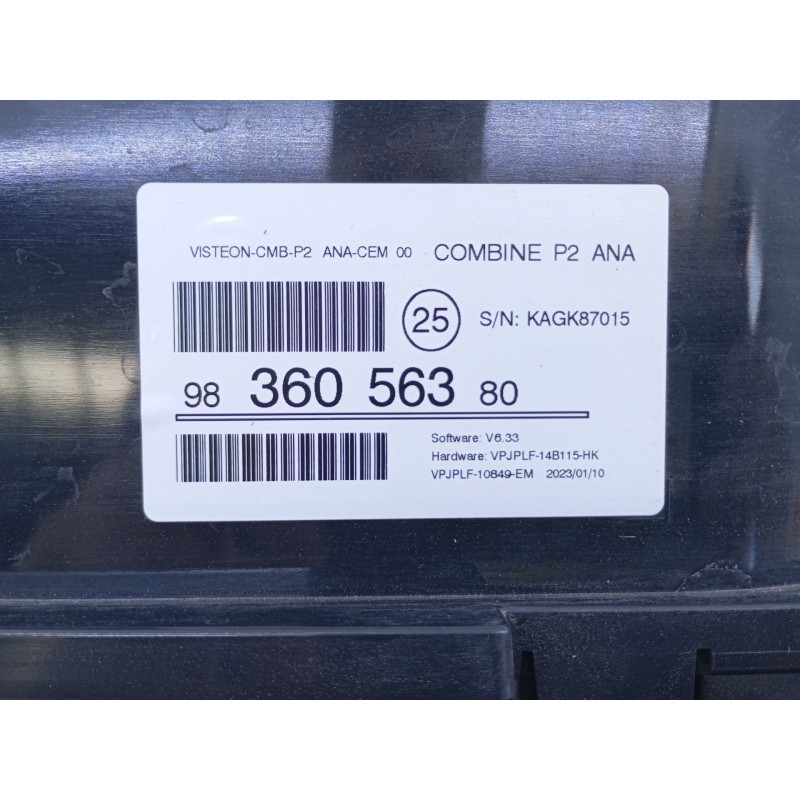 VISTEON-CMB-P2 ANA-CEM 00 COMBINE P2 ANA
25 S/N: KAGK87015
98 360 563 80
Software: V6.33
Hardware: VPJPLF-14B115-HK
VPJPLF-10849-EM 2023/01/10